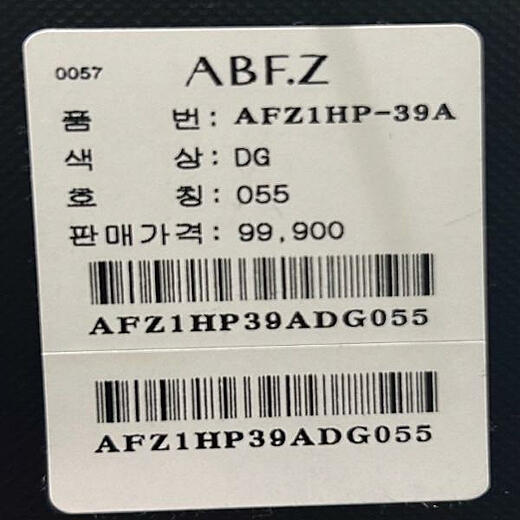 0057 ABF.Z
품 번 : AFZ1HP-39A
색 상 : DG
호 칭 : 055
판매가격 : 99,900
AFZ1HP39ADG055
AFZ1HP39ADG055